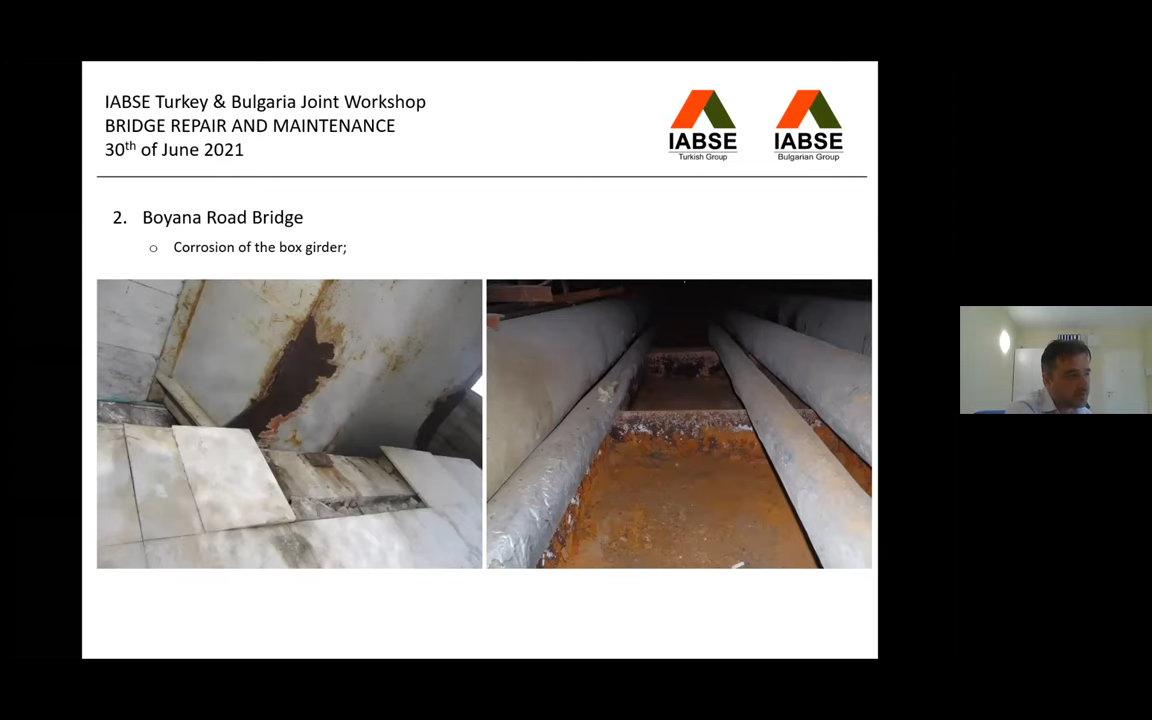 IABSE Turkey & Bulgaria Joint Workshop
BRIDGE REPAIR AND MAINTENANCE
30th of June 2021
IABSE
Turkish Group
IABSE
Bulgarian Group
2. Boyana Road Bridge
o Corrosion of the box girder;